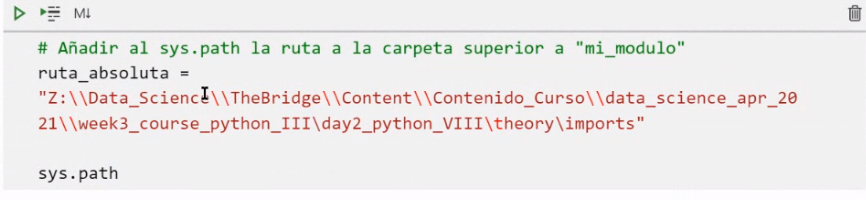 M↓
# Añadir al sys.path la ruta a la carpeta superior a "mi_modulo"
ruta_absoluta =
"Z:\\Data_Science\\TheBridge\\Content\\Contenido_Curso\\data_science_apr_20
21\\week3_course_python_III\day2_python_VIII\theory\imports"
sys.path